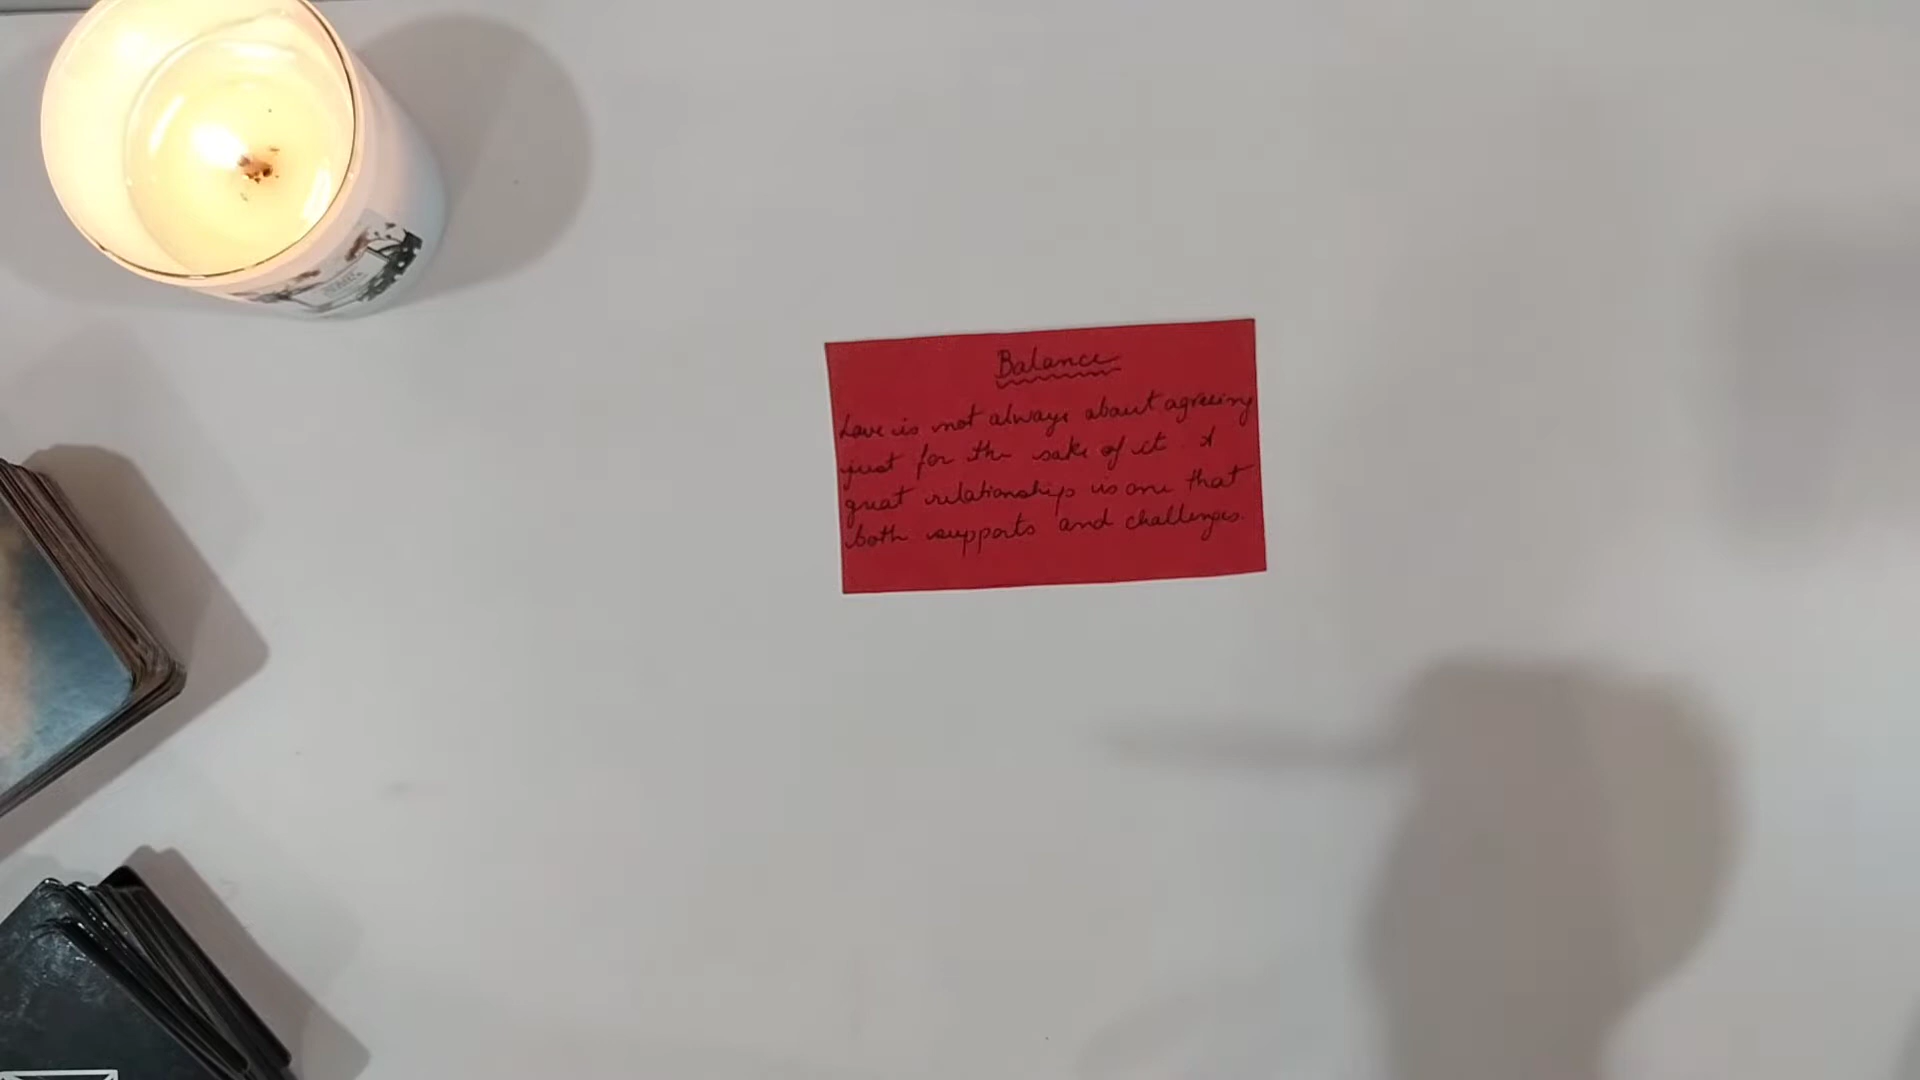 Balance
Love is not always about agreeing
just for the sake of it. A
great relationship is one that
both supports and challenges.